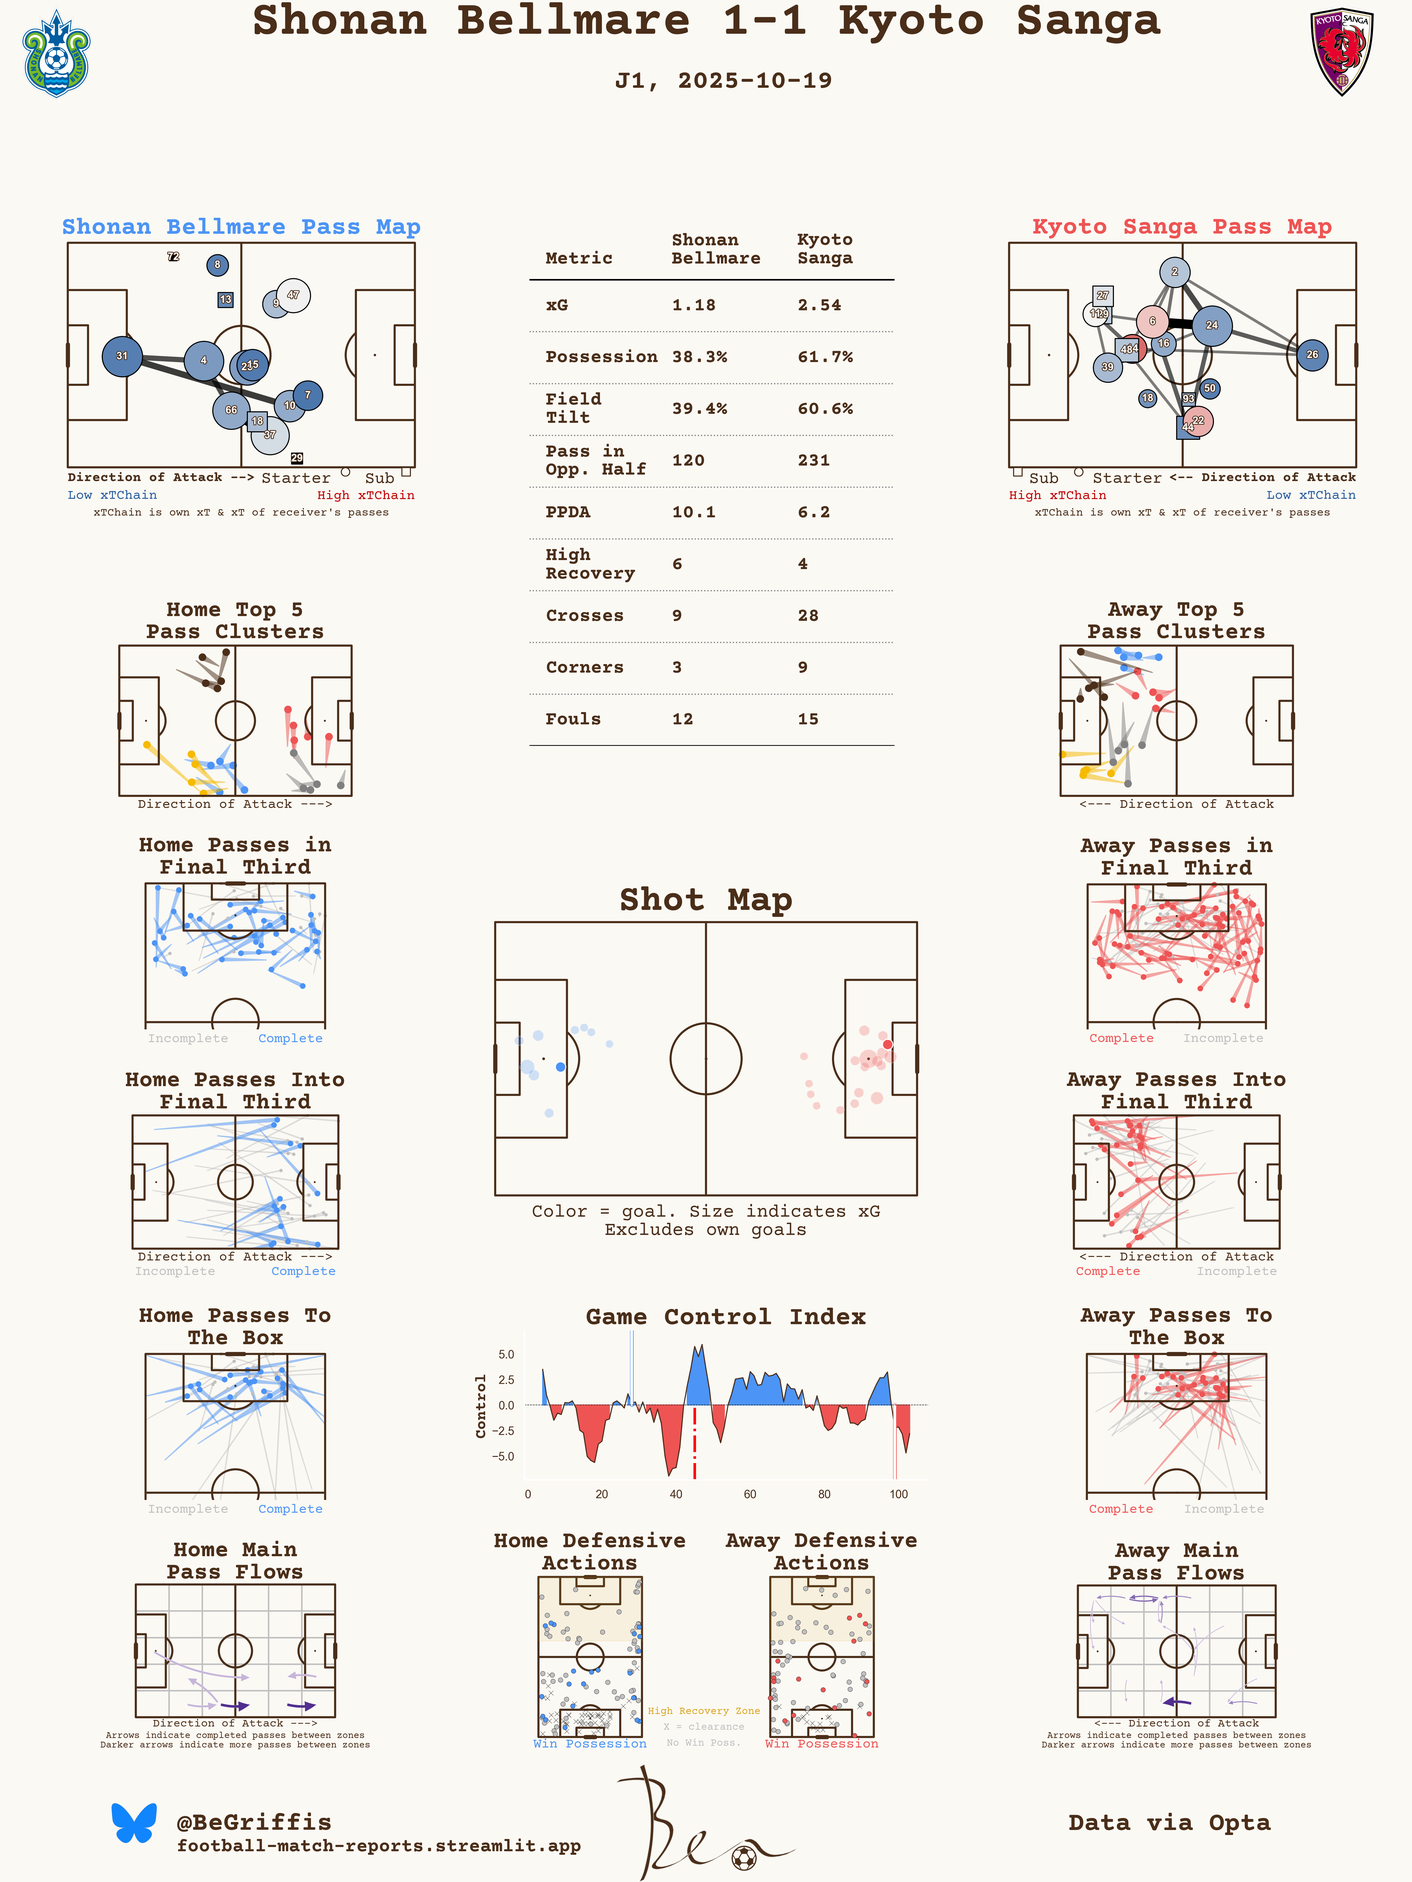 Shonan Bellmare 1-1 Kyoto Sanga
J1, 2025-10-19
KYOTO SANGA
Shonan Bellmare Pass Map
72
8
13
9
47
31
4
15
7
10
66
18
37
29
Direction of Attack --> Starter Sub
Low xTChain High xTChain
xTChain is own xT & xT of receiver's passes
Metric Shonan Bellmare Kyoto Sanga
xG 1.18 2.54
Possession 38.3% 61.7%
Field Tilt 39.4% 60.6%
Pass in Opp. Half 120 231
PPDA 10.1 6.2
High Recovery 6 4
Crosses 9 28
Corners 3 9
Fouls 12 15
Kyoto Sanga Pass Map
2
27
6
24
16
48
39
26
50
18
93
22
44
Sub Starter <-- Direction of Attack
High xTChain Low xTChain
xTChain is own xT & xT of receiver's passes
Home Top 5
Pass Clusters
Direction of Attack --->
Away Top 5
Pass Clusters
<--- Direction of Attack
Home Passes in
Final Third
Incomplete Complete
Away Passes in
Final Third
Complete Incomplete
Shot Map
Color = goal. Size indicates xG
Excludes own goals
Home Passes Into
Final Third
Direction of Attack --->
Incomplete Complete
Away Passes Into
Final Third
<--- Direction of Attack
Complete Incomplete
Home Passes To
The Box
Incomplete Complete
Game Control Index
Control
5.0
2.5
0.0
−2.5
−5.0
0 20 40 60 80 100
Away Passes To
The Box
Complete Incomplete
Home Main
Pass Flows
Direction of Attack --->
Arrows indicate completed passes between zones
Darker arrows indicate more passes between zones
Home Defensive
Actions
Win Possession
High Recovery Zone
X = clearance
No Win Poss.
Away Defensive
Actions
Win Possession
Away Main
Pass Flows
<--- Direction of Attack
Arrows indicate completed passes between zones
Darker arrows indicate more passes between zones
@BeGriffis
football-match-reports.streamlit.app
Ben
Data via Opta